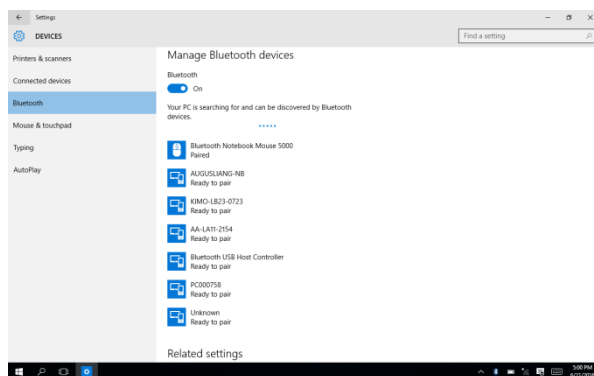 Settings
DEVICES
Find a setting
Printers & scanners
Connected devices
Bluetooth
Mouse & touchpad
Typing
AutoPlay
Manage Bluetooth devices
Bluetooth
On
Your PC is searching for and can be discovered by Bluetooth
devices.
Bluetooth Notebook Mouse 5000
Paired
AUGUSLIANG-NB
Ready to pair
KIMO-LB23-0723
Ready to pair
AA-LA11-2154
Ready to pair
Bluetooth USB Host Controller
Ready to pair
PC000758
Ready to pair
Unknown
Ready to pair
Related settings
5:00 PM